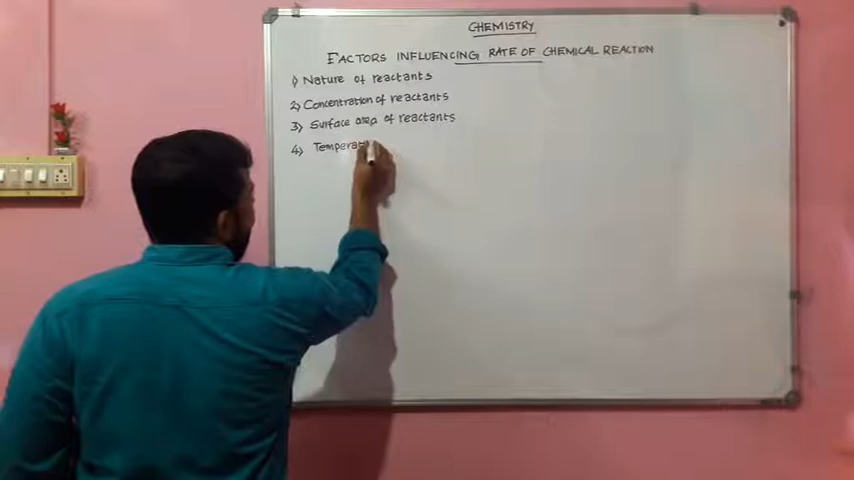 CHEMISTRY
FACTORS INFLUENCING RATE OF CHEMICAL REACTION
1) Nature of reactants
2) Concentration of reactants
3) Surface area of reactants
4) Tempera